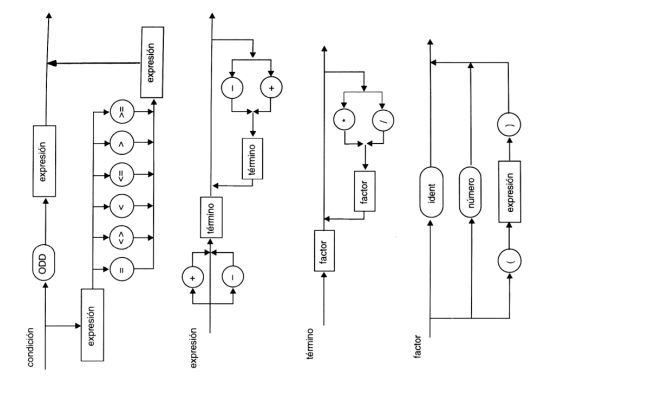 condición
ODD
expresión
expresión
= <> < <= > >=
expresión
expresión
+
término
−
−
término
+
término
factor
*
factor
/
factor
ident
número
( expresión )